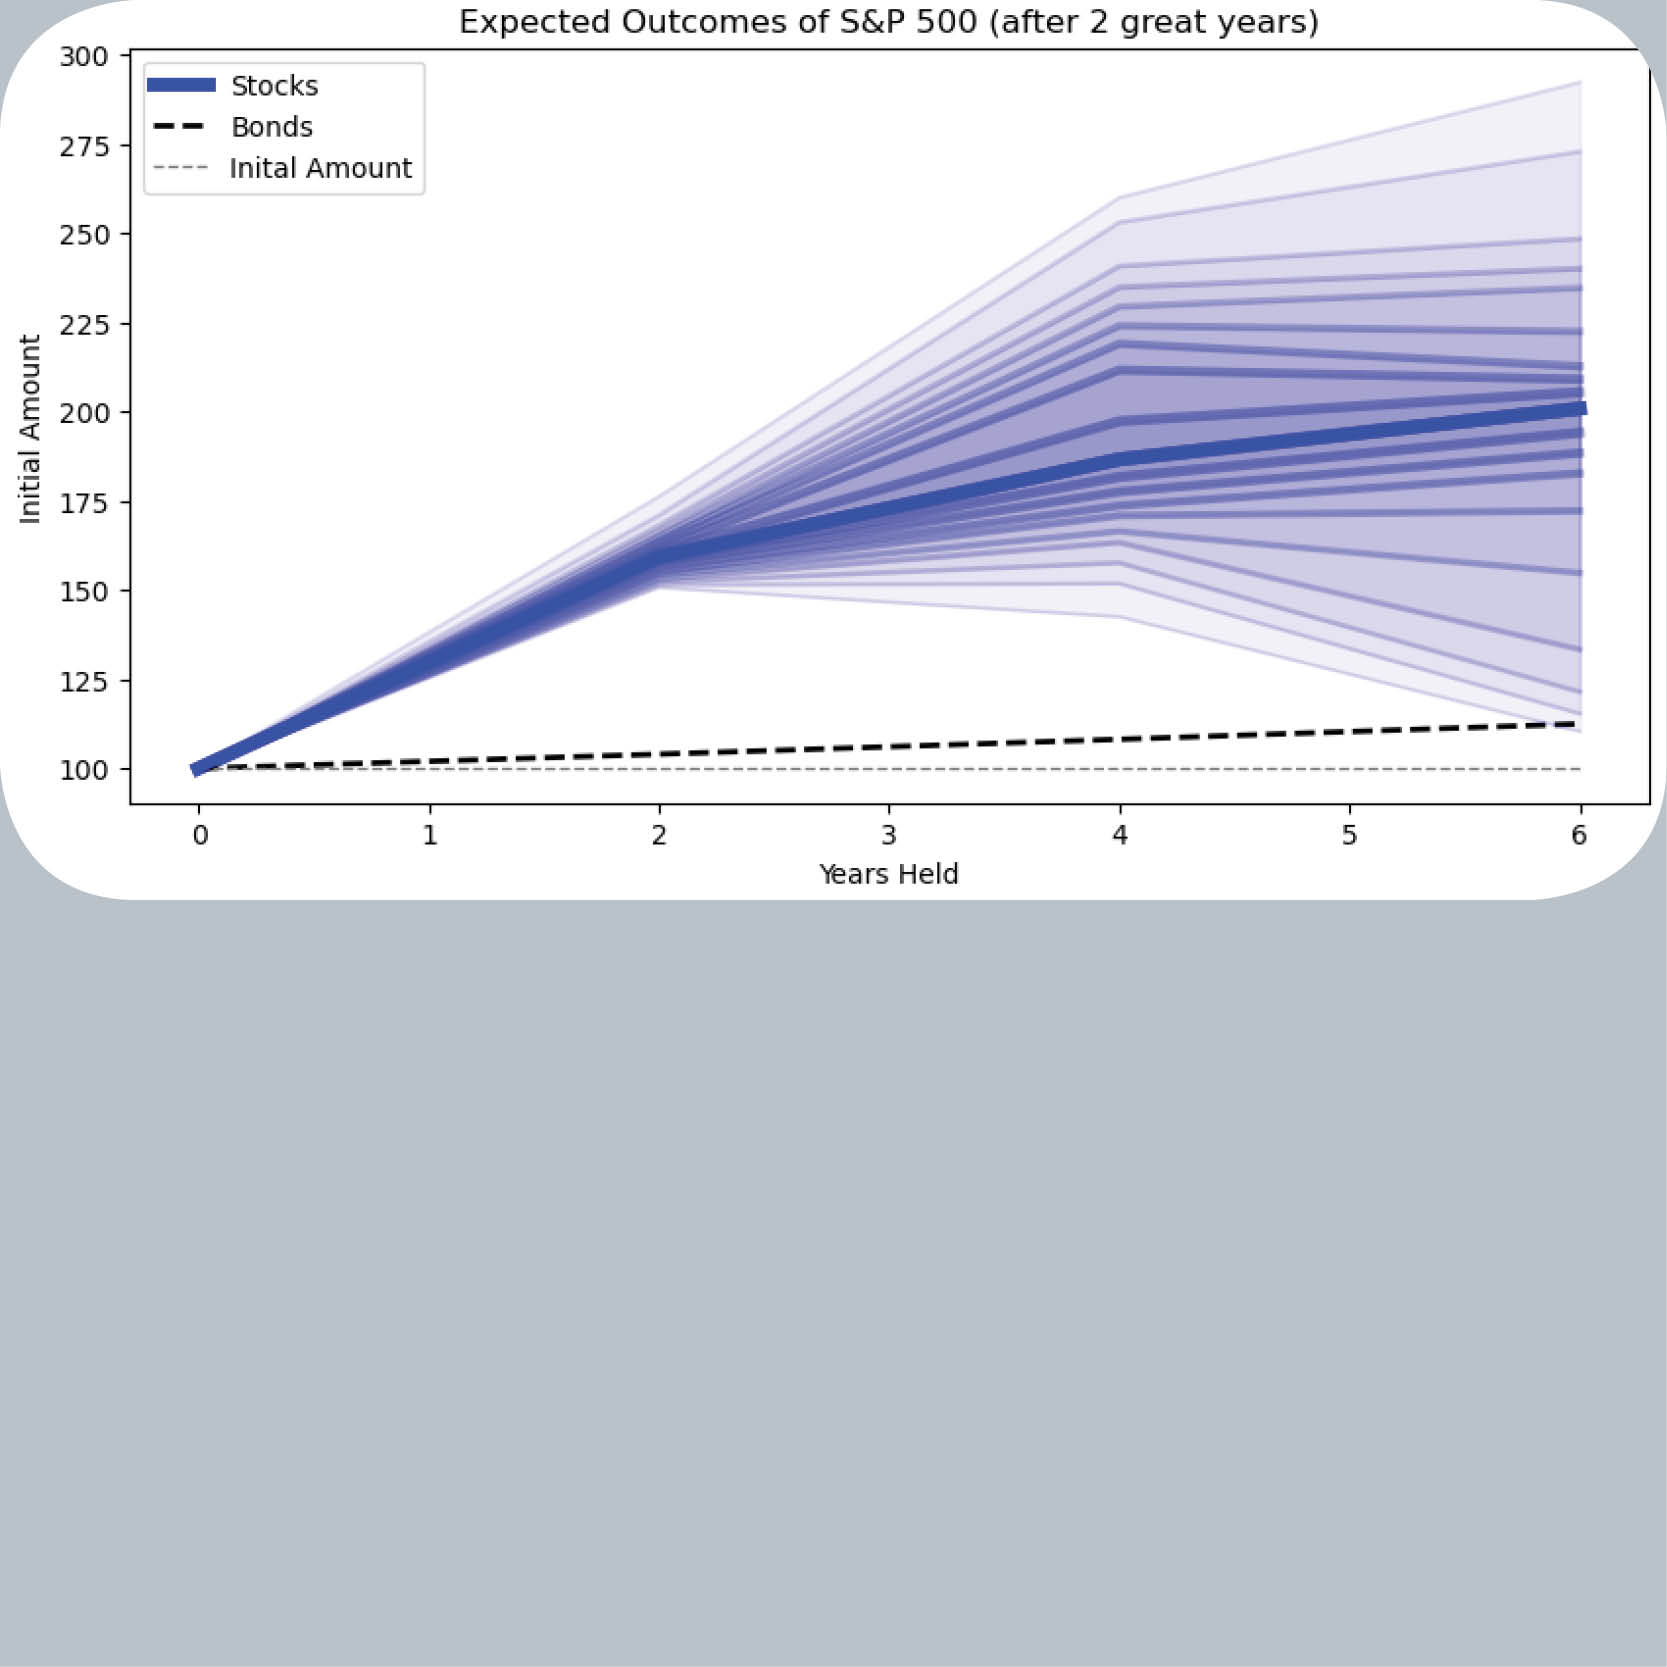 Expected Outcomes of S&P 500 (after 2 great years)
300
275
250
225
200
175
150
125
100
Initial Amount
Stocks
Bonds
Inital Amount
0 1 2 3 4 5 6
Years Held